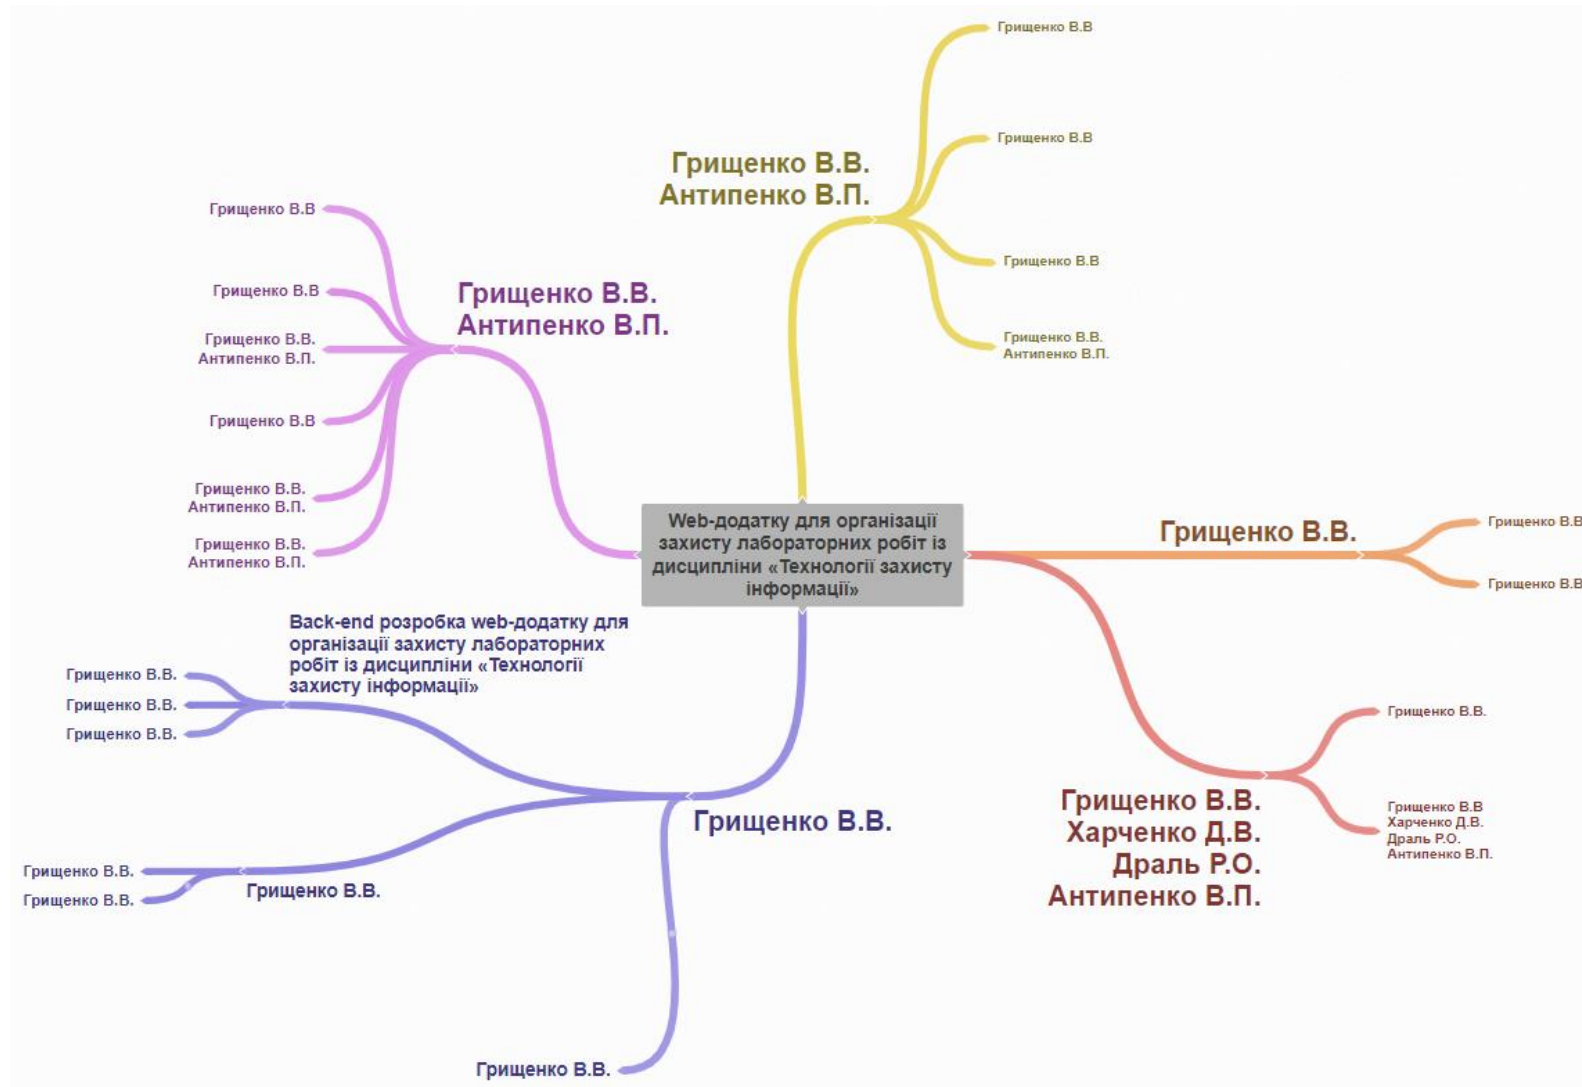 Грищенко В.В
Грищенко В.В
Грищенко В.В.
Антипенко В.П.
Грищенко В.В
Грищенко В.В.
Антипенко В.П.
Грищенко В.В
Грищенко В.В.
Антипенко В.П.
Грищенко В.В
Грищенко В.В
Грищенко В.В.
Антипенко В.П.
Грищенко В.В
Грищенко В.В.
Антипенко В.П.
Грищенко В.В.
Антипенко В.П.
Web-додатку для організації
захисту лабораторних робіт із
дисципліни «Технології захисту
інформації»
Грищенко В.В.
Грищенко В.В
Грищенко В.В
Back-end розробка web-додатку для
організації захисту лабораторних
робіт із дисципліни «Технології
захисту інформації»
Грищенко В.В.
Грищенко В.В.
Грищенко В.В.
Грищенко В.В.
Грищенко В.В.
Грищенко В.В.
Харченко Д.В.
Драль Р.О.
Антипенко В.П.
Грищенко В.В
Харченко Д.В.
Драль Р.О.
Антипенко В.П.
Грищенко В.В.
Грищенко В.В.
Грищенко В.В.
Грищенко В.В.